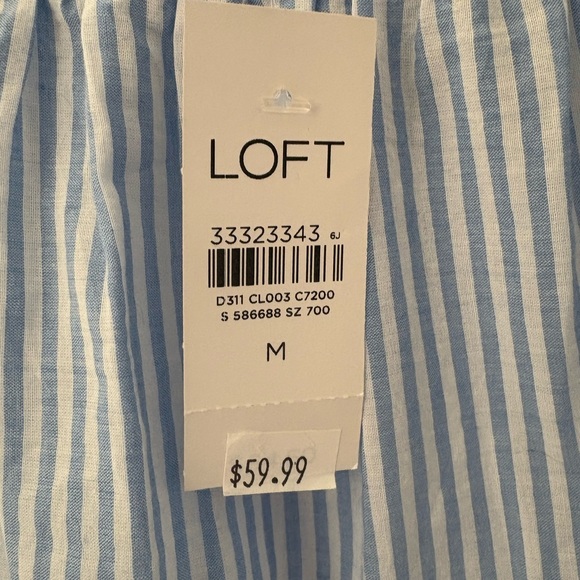 LOFT
33323343 6J
D311 CL003 C7200
S 586688 SZ 700
M
$59.99